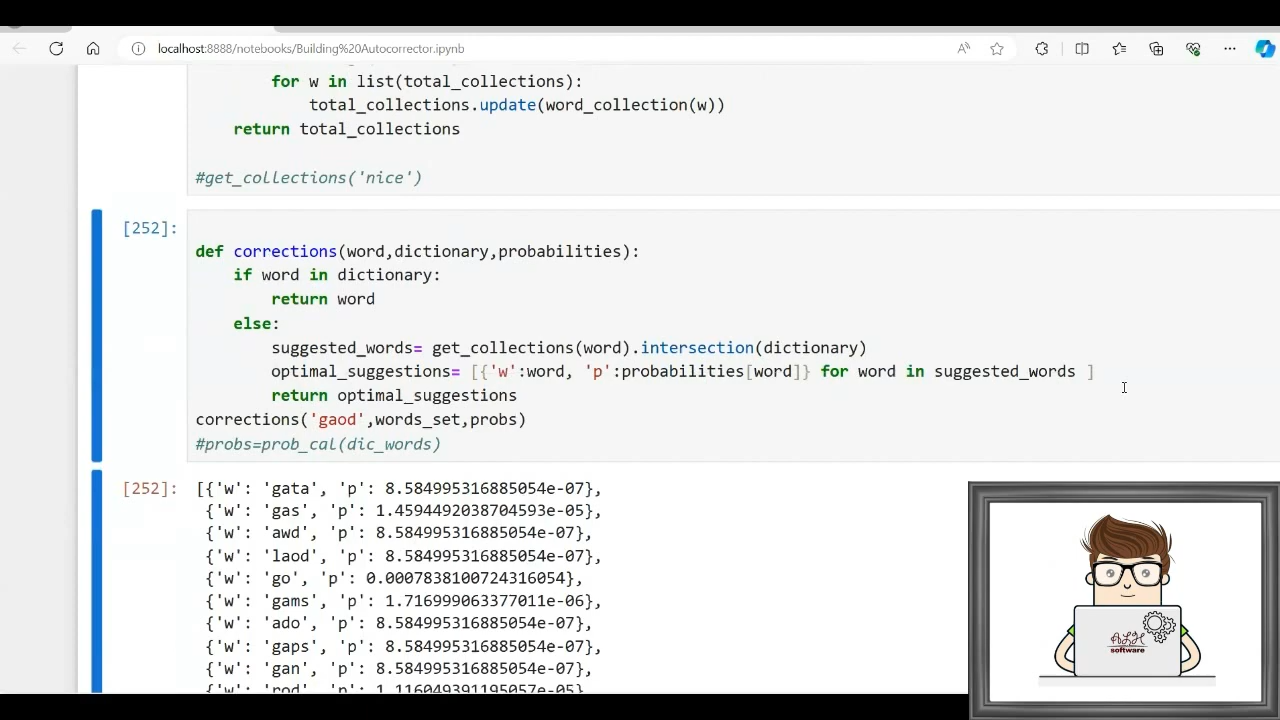 localhost:8888/notebooks/Building%20Autocorrector.ipynb
for w in list(total_collections):
total_collections.update(word_collection(w))
return total_collections
#get_collections('nice')
[252]:
def corrections(word,dictionary,probabilities):
if word in dictionary:
return word
else:
suggested_words= get_collections(word).intersection(dictionary)
optimal_suggestions= [{'w':word, 'p':probabilities[word]} for word in suggested_words ]
return optimal_suggestions
corrections('gaod',words_set,probs)
#probs=prob_cal(dic_words)
[252]: [{'w': 'gata', 'p': 8.584995316885054e-07},
{'w': 'gas', 'p': 1.4594492038704593e-05},
{'w': 'awd', 'p': 8.584995316885054e-07},
{'w': 'laod', 'p': 8.584995316885054e-07},
{'w': 'go', 'p': 0.0007838100724316054},
{'w': 'gams', 'p': 1.716999063377011e-06},
{'w': 'ado', 'p': 8.584995316885054e-07},
{'w': 'gaps', 'p': 8.584995316885054e-07},
{'w': 'gan', 'p': 8.584995316885054e-07},
{'w': 'rod', 'p': 1.116049391195057e-05},
software